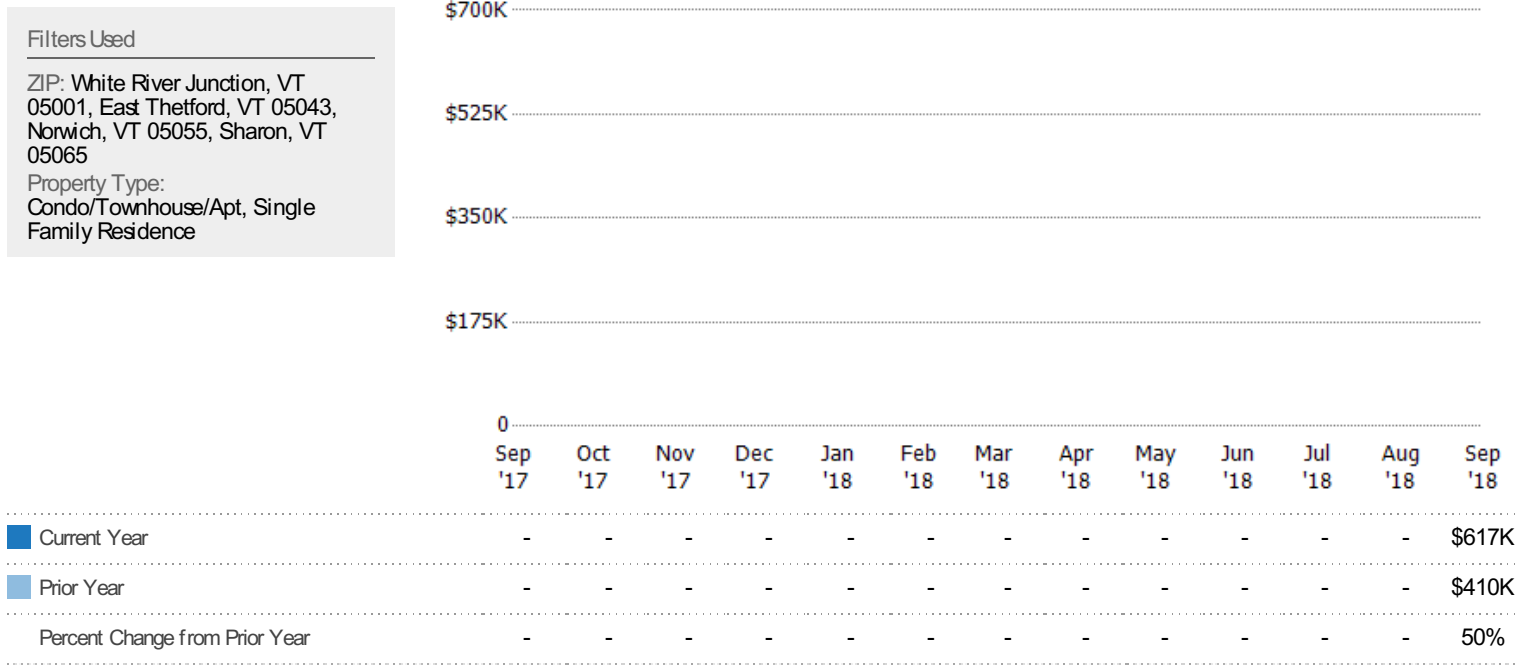 Filters Used
ZIP: White River Junction, VT
05001, East Thetford, VT 05043,
Norwich, VT 05055, Sharon, VT
05065
Property Type:
Condo/Townhouse/Apt, Single
Family Residence
$700K
$525K
$350K
$175K
0
Sep Oct Nov Dec Jan Feb Mar Apr May Jun Jul Aug Sep
'17 '17 '17 '17 '18 '18 '18 '18 '18 '18 '18 '18 '18
Current Year - - - - - - - - - - - - $617K
Prior Year - - - - - - - - - - - - $410K
Percent Change from Prior Year - - - - - - - - - - - - 50%